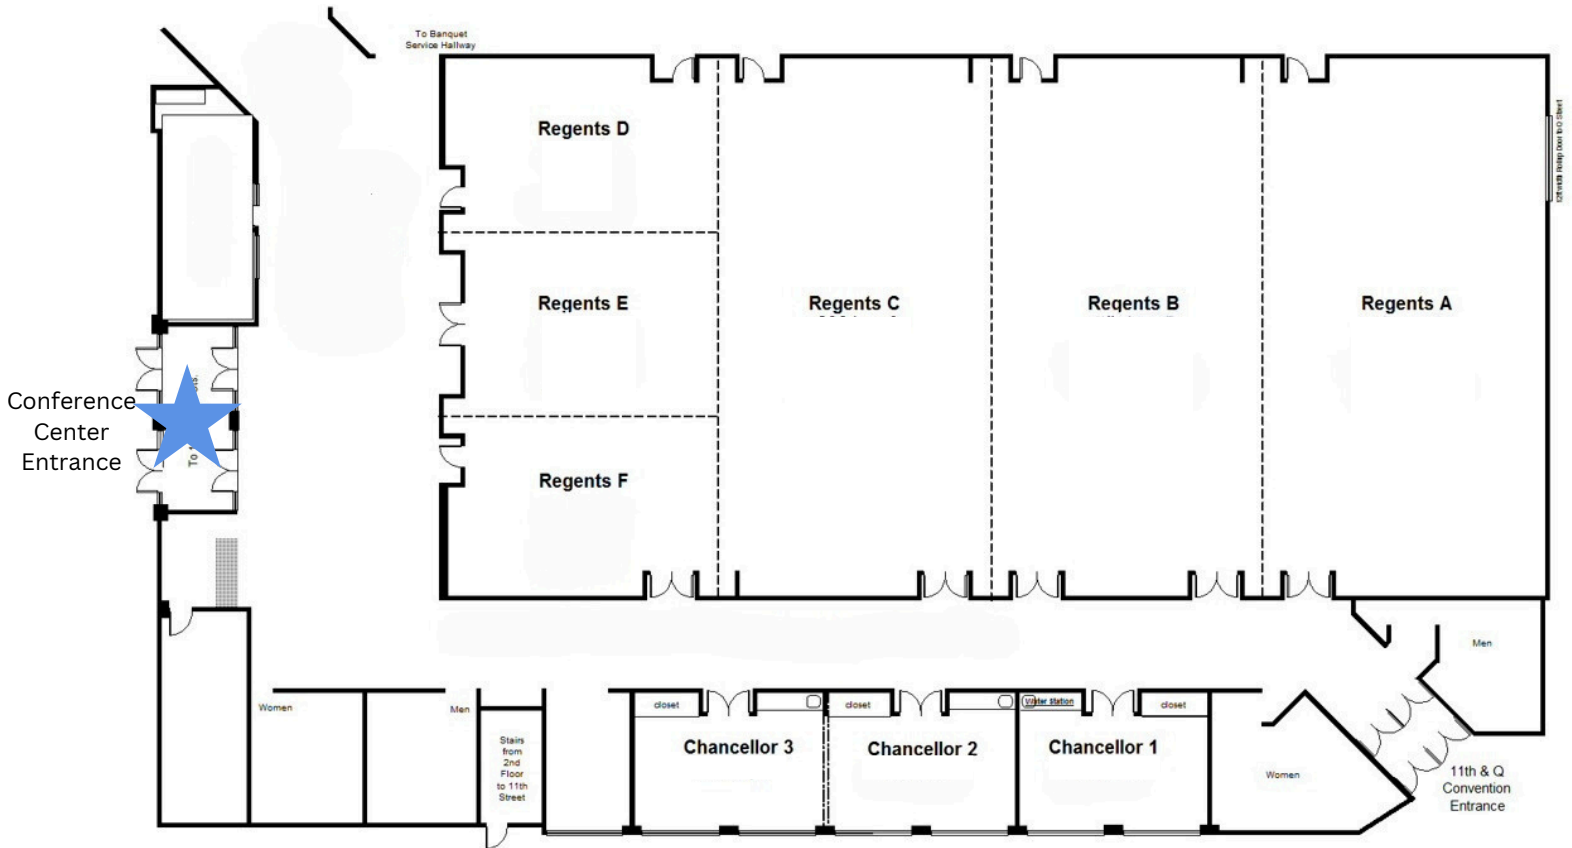 To Banquet
Service Hallway
Regents D
Regents E
Regents C
Regents B
Regents A
Regents F
Conference
Center
Entrance
To
Men
Women
Men
closet
closet
Water Station
closet
Chancellor 3
Chancellor 2
Chancellor 1
Stairs
from
2nd
Floor
to 11th
Street
Women
11th & Q
Convention
Entrance